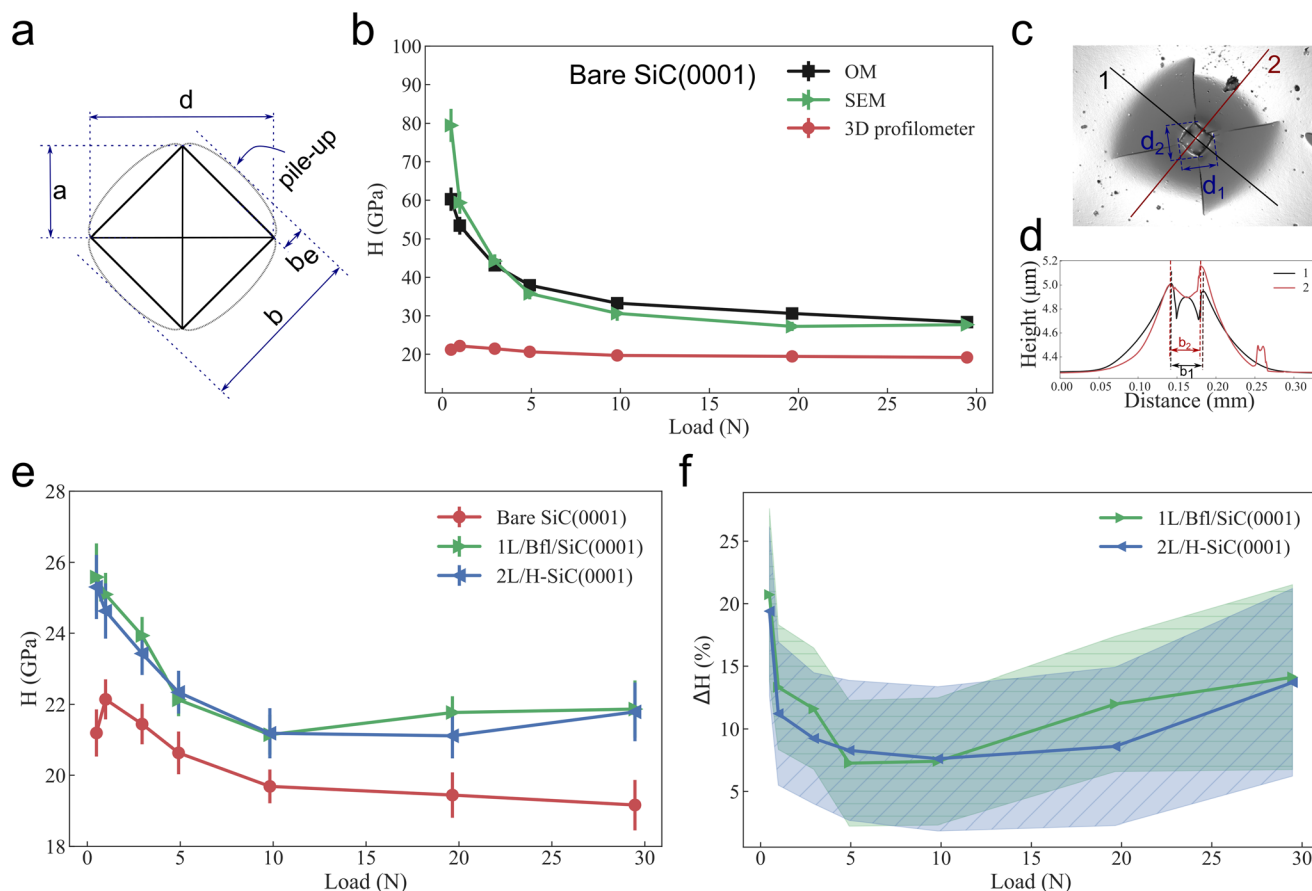 a
d
pile-up
a
be
b
b
Bare SiC(0001)
OM
SEM
3D profilometer
H (GPa)
100
90
80
70
60
50
40
30
20
0 5 10 15 20 25 30
Load (N)
c
1
2
d2
d1
d
Height (μm)
5.2
5.0
4.8
4.6
4.4
1
2
b2
b1
0.00 0.05 0.10 0.15 0.20 0.25 0.30
Distance (mm)
e
Bare SiC(0001)
1L/Bfl/SiC(0001)
2L/H-SiC(0001)
H (GPa)
28
26
24
22
20
18
0 5 10 15 20 25 30
Load (N)
f
1L/Bfl/SiC(0001)
2L/H-SiC(0001)
ΔH (%)
25
20
15
10
5
0 5 10 15 20 25 30
Load (N)